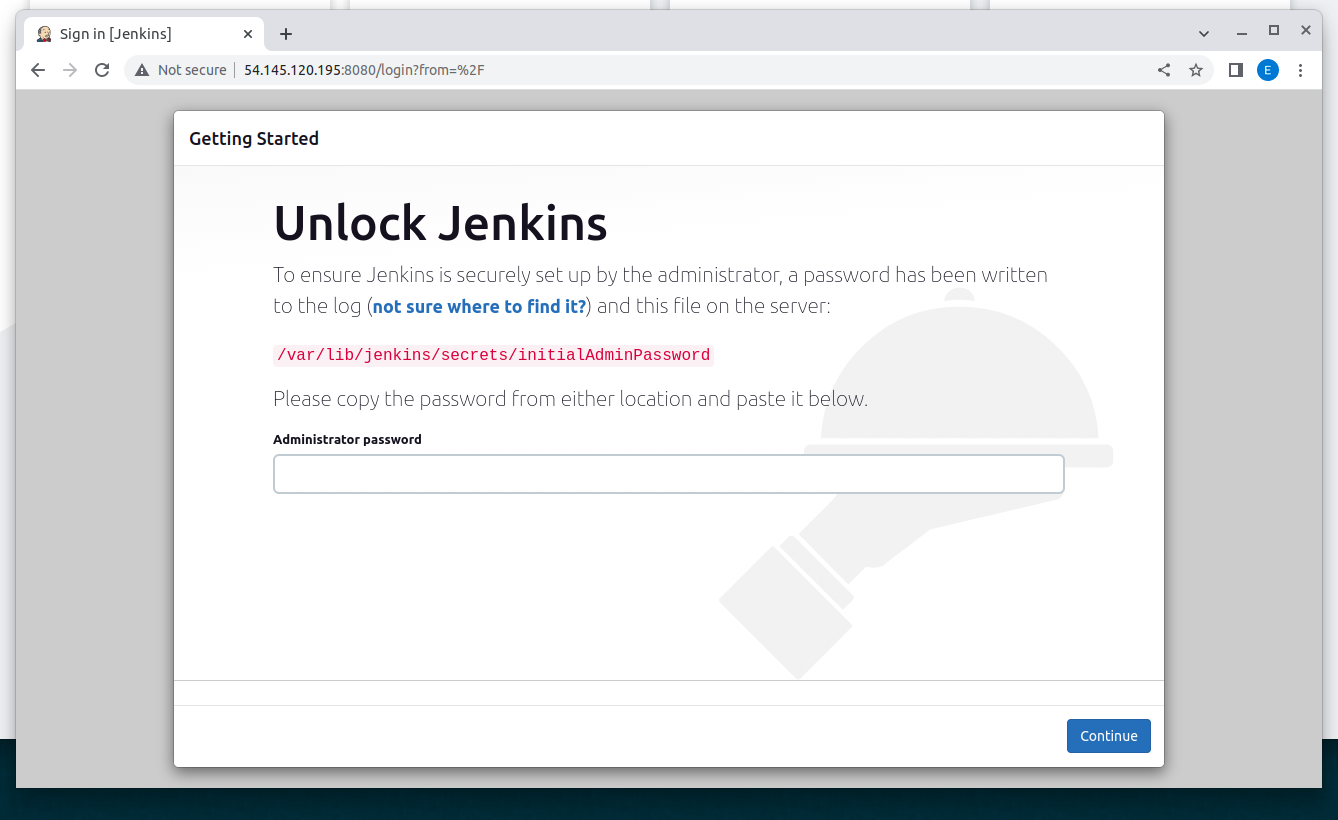 Sign in [Jenkins]
Not secure 54.145.120.195:8080/login?from=%2F
E
Getting Started
Unlock Jenkins
To ensure Jenkins is securely set up by the administrator, a password has been written
to the log (not sure where to find it?) and this file on the server:
/var/lib/jenkins/secrets/initialAdminPassword
Please copy the password from either location and paste it below.
Administrator password
Continue